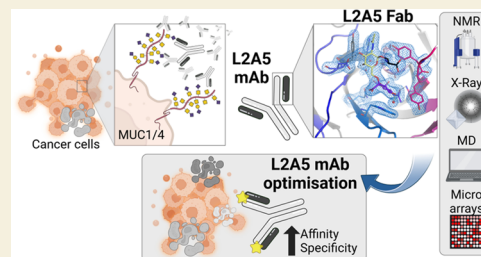 L2A5 Fab
NMR
L2A5
mAb
X-Ray
Cancer cells
MUC1/4
MD
L2A5 mAb
optimisation
Micro
arrays
Affinity
Specificity